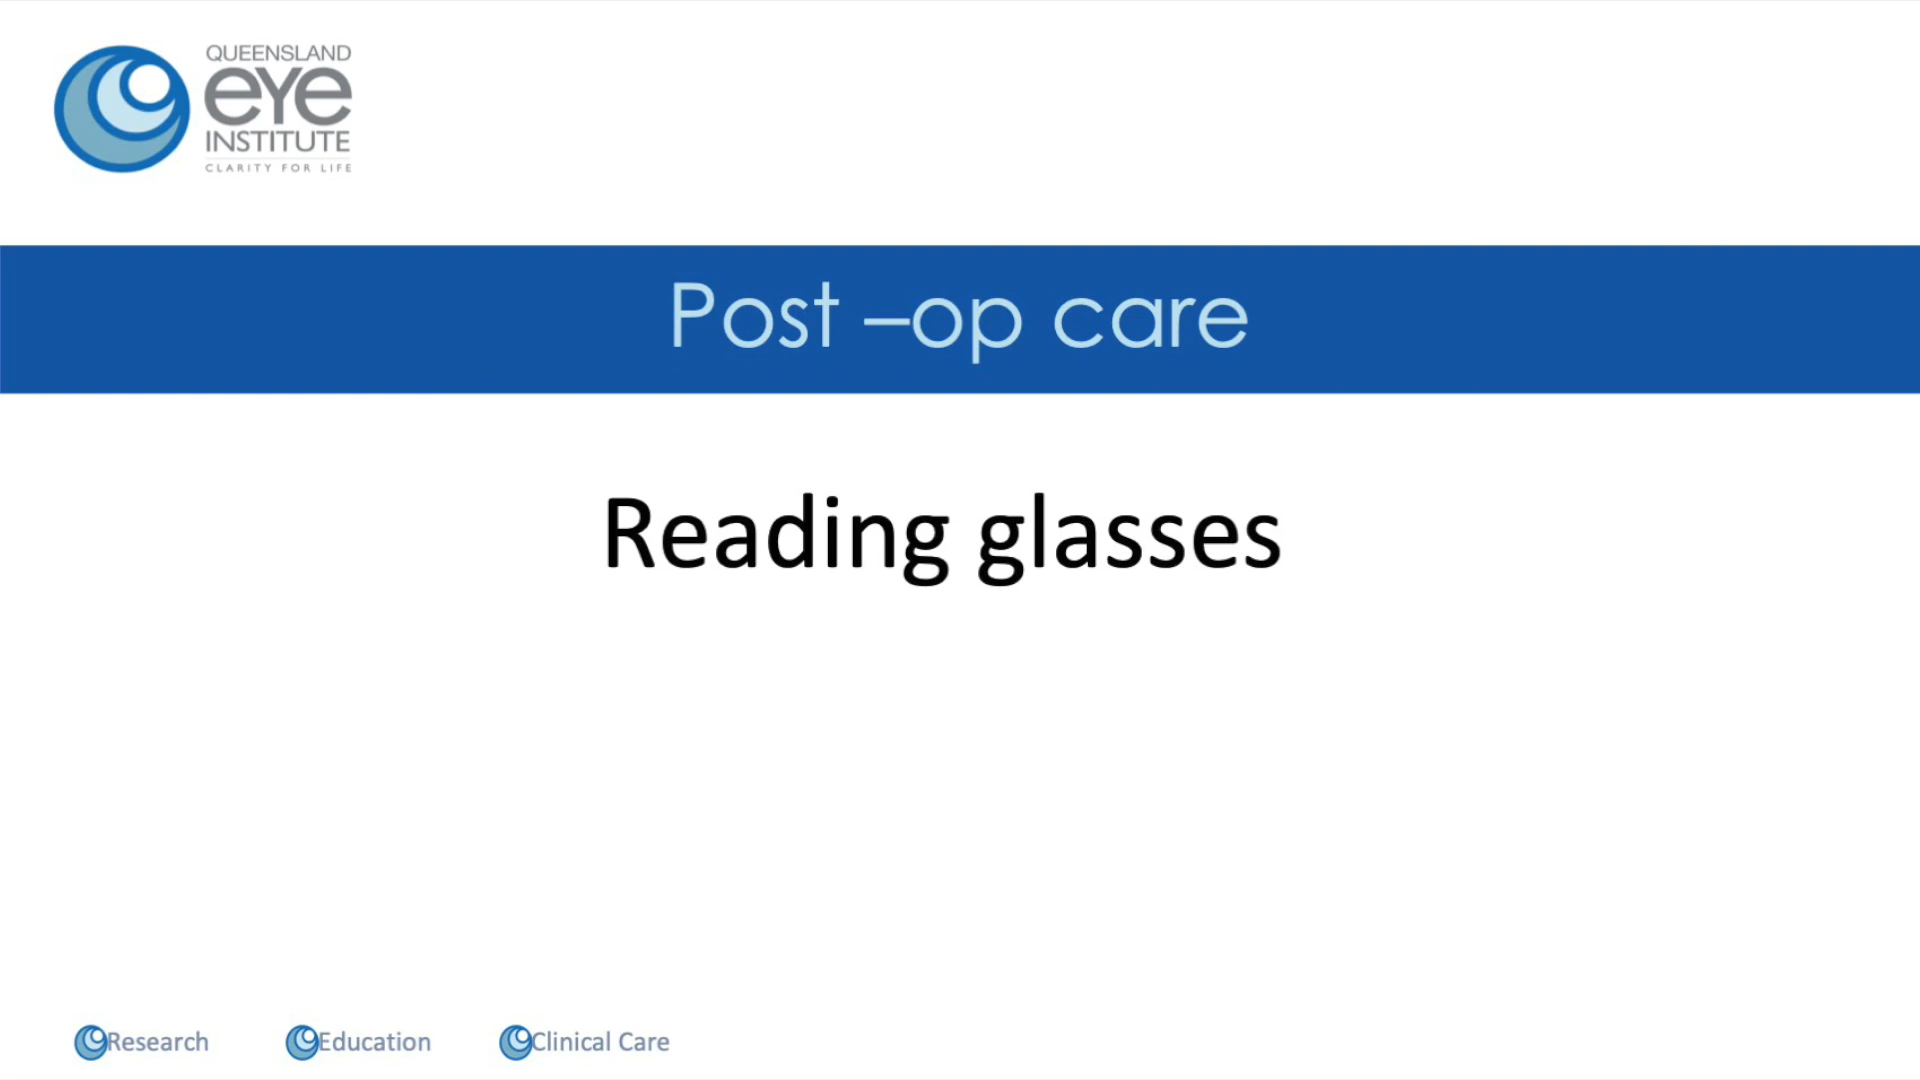 QUEENSLAND
eye
INSTITUTE
CLARITY FOR LIFE
Post –op care
Reading glasses
Research
Education
Clinical Care